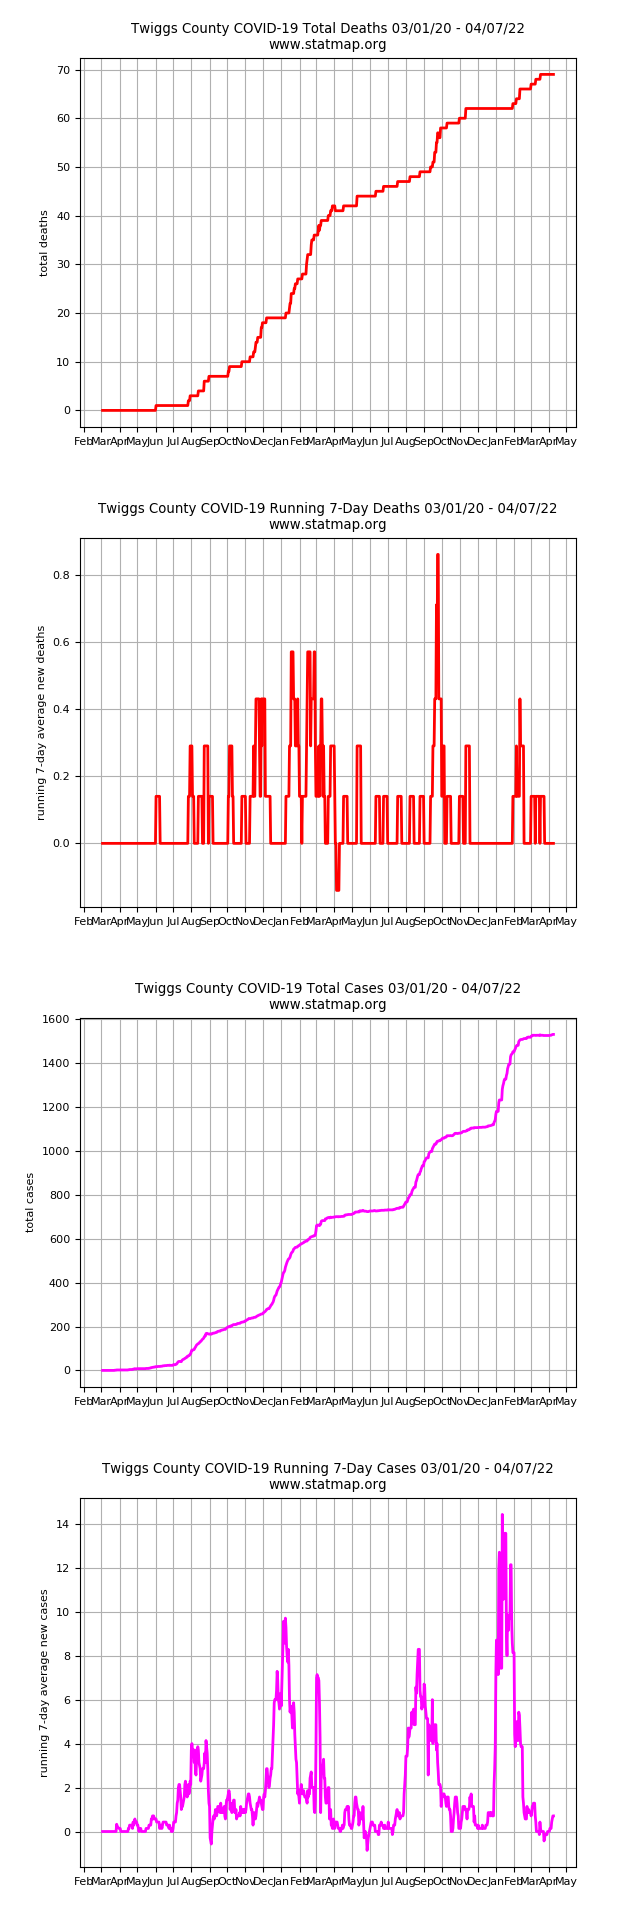 Twiggs County COVID-19 Total Deaths 03/01/20 - 04/07/22
www.statmap.org
total deaths
70
60
50
40
30
20
10
0
Feb Mar Apr May Jun Jul Aug Sep Oct Nov Dec Jan Feb Mar Apr May Jun Jul Aug Sep Oct Nov Dec Jan Feb Mar Apr May
Twiggs County COVID-19 Running 7-Day Deaths 03/01/20 - 04/07/22
www.statmap.org
running 7-day average new deaths
0.8
0.6
0.4
0.2
0.0
Feb Mar Apr May Jun Jul Aug Sep Oct Nov Dec Jan Feb Mar Apr May Jun Jul Aug Sep Oct Nov Dec Jan Feb Mar Apr May
Twiggs County COVID-19 Total Cases 03/01/20 - 04/07/22
www.statmap.org
total cases
1600
1400
1200
1000
800
600
400
200
0
Feb Mar Apr May Jun Jul Aug Sep Oct Nov Dec Jan Feb Mar Apr May Jun Jul Aug Sep Oct Nov Dec Jan Feb Mar Apr May
Twiggs County COVID-19 Running 7-Day Cases 03/01/20 - 04/07/22
www.statmap.org
running 7-day average new cases
14
12
10
8
6
4
2
0
Feb Mar Apr May Jun Jul Aug Sep Oct Nov Dec Jan Feb Mar Apr May Jun Jul Aug Sep Oct Nov Dec Jan Feb Mar Apr May